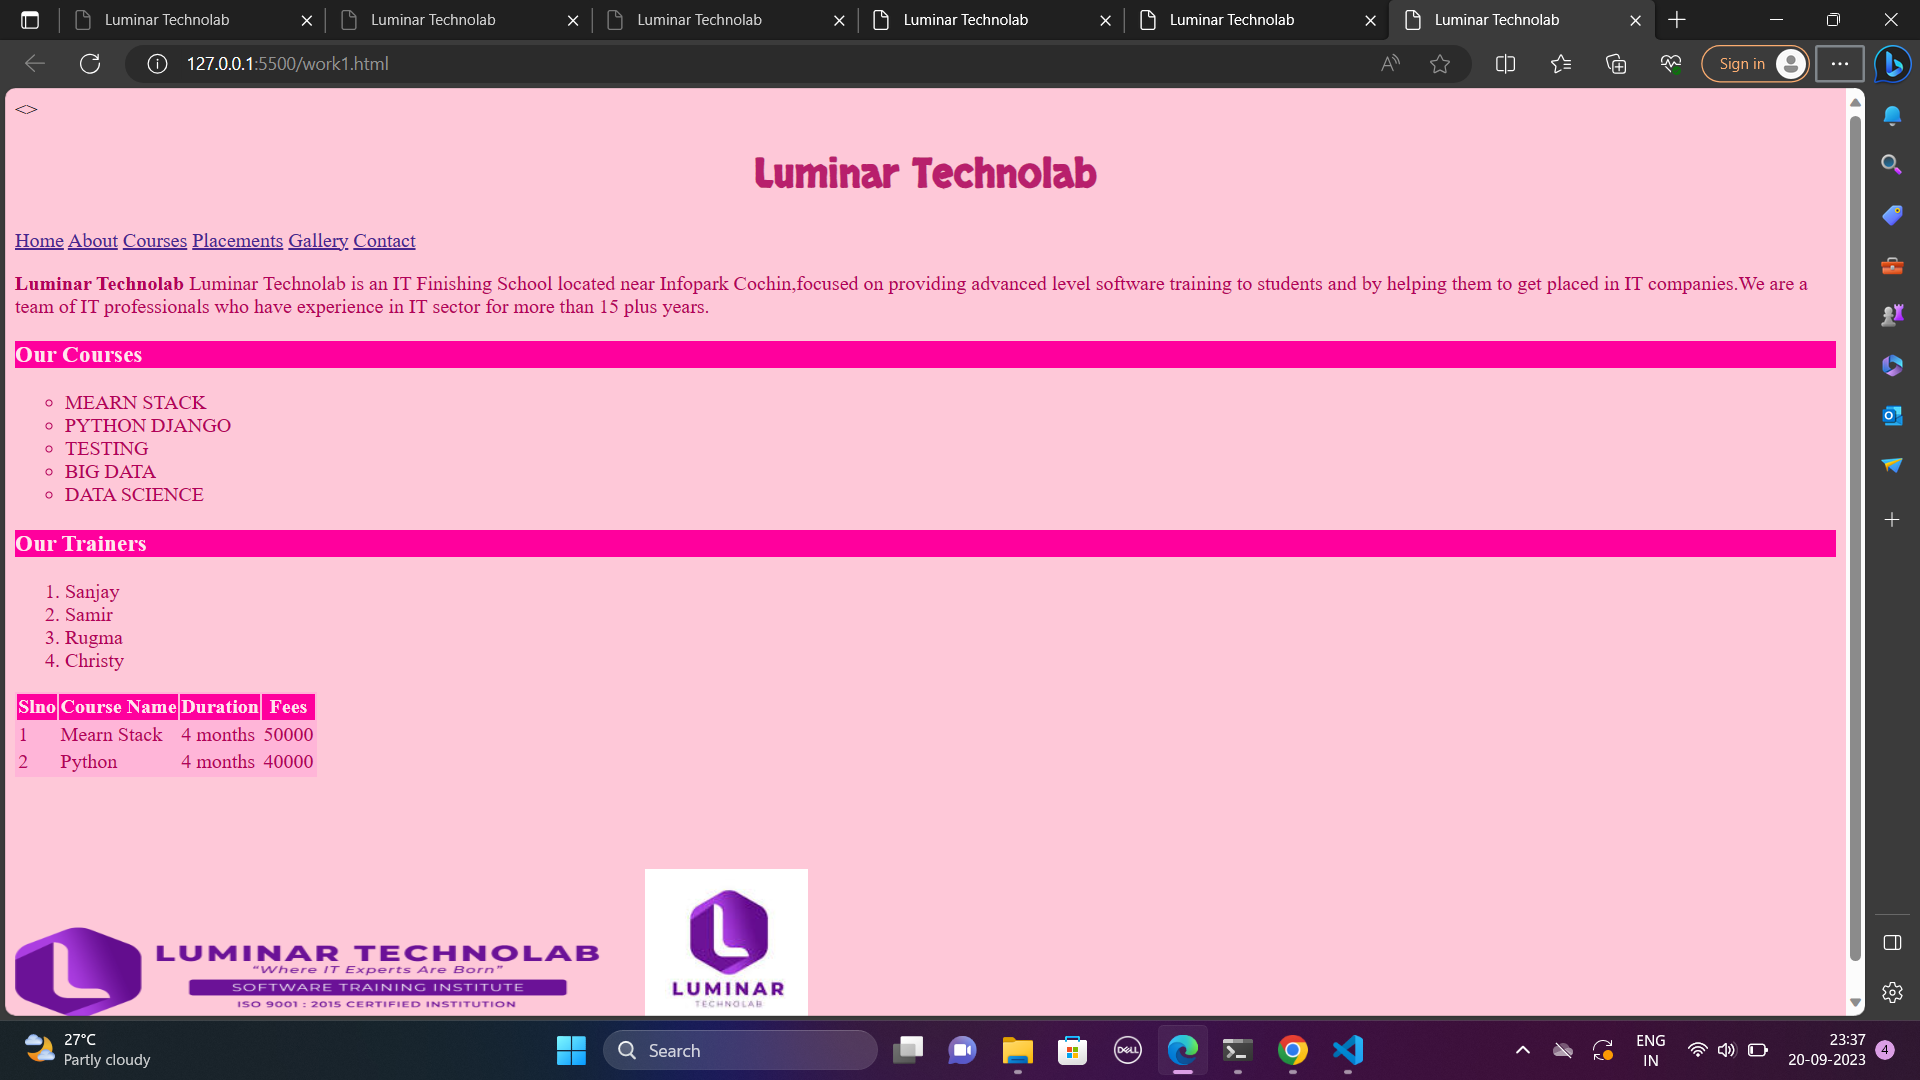 Luminar Technolab
Luminar Technolab
Luminar Technolab
Luminar Technolab
Luminar Technolab
Luminar Technolab
127.0.0.1:5500/work1.html
Sign in
<>
Luminar Technolab
Home About Courses Placements Gallery Contact
Luminar Technolab Luminar Technolab is an IT Finishing School located near Infopark Cochin,focused on providing advanced level software training to students and by helping them to get placed in IT companies.We are a
team of IT professionals who have experience in IT sector for more than 15 plus years.
Our Courses
MEARN STACK
PYTHON DJANGO
TESTING
BIG DATA
DATA SCIENCE
Our Trainers
1. Sanjay
2. Samir
3. Rugma
4. Christy
Slno Course Name Duration Fees
1 Mearn Stack 4 months 50000
2 Python 4 months 40000
LUMINAR TECHNOLAB
“Where IT Experts Are Born”
SOFTWARE TRAINING INSTITUTE
ISO 9001 : 2015 CERTIFIED INSTITUTION
LUMINAR
TECHNOLAB
27°C
Partly cloudy
Search
DELL
ENG
IN
23:37
20-09-2023
4